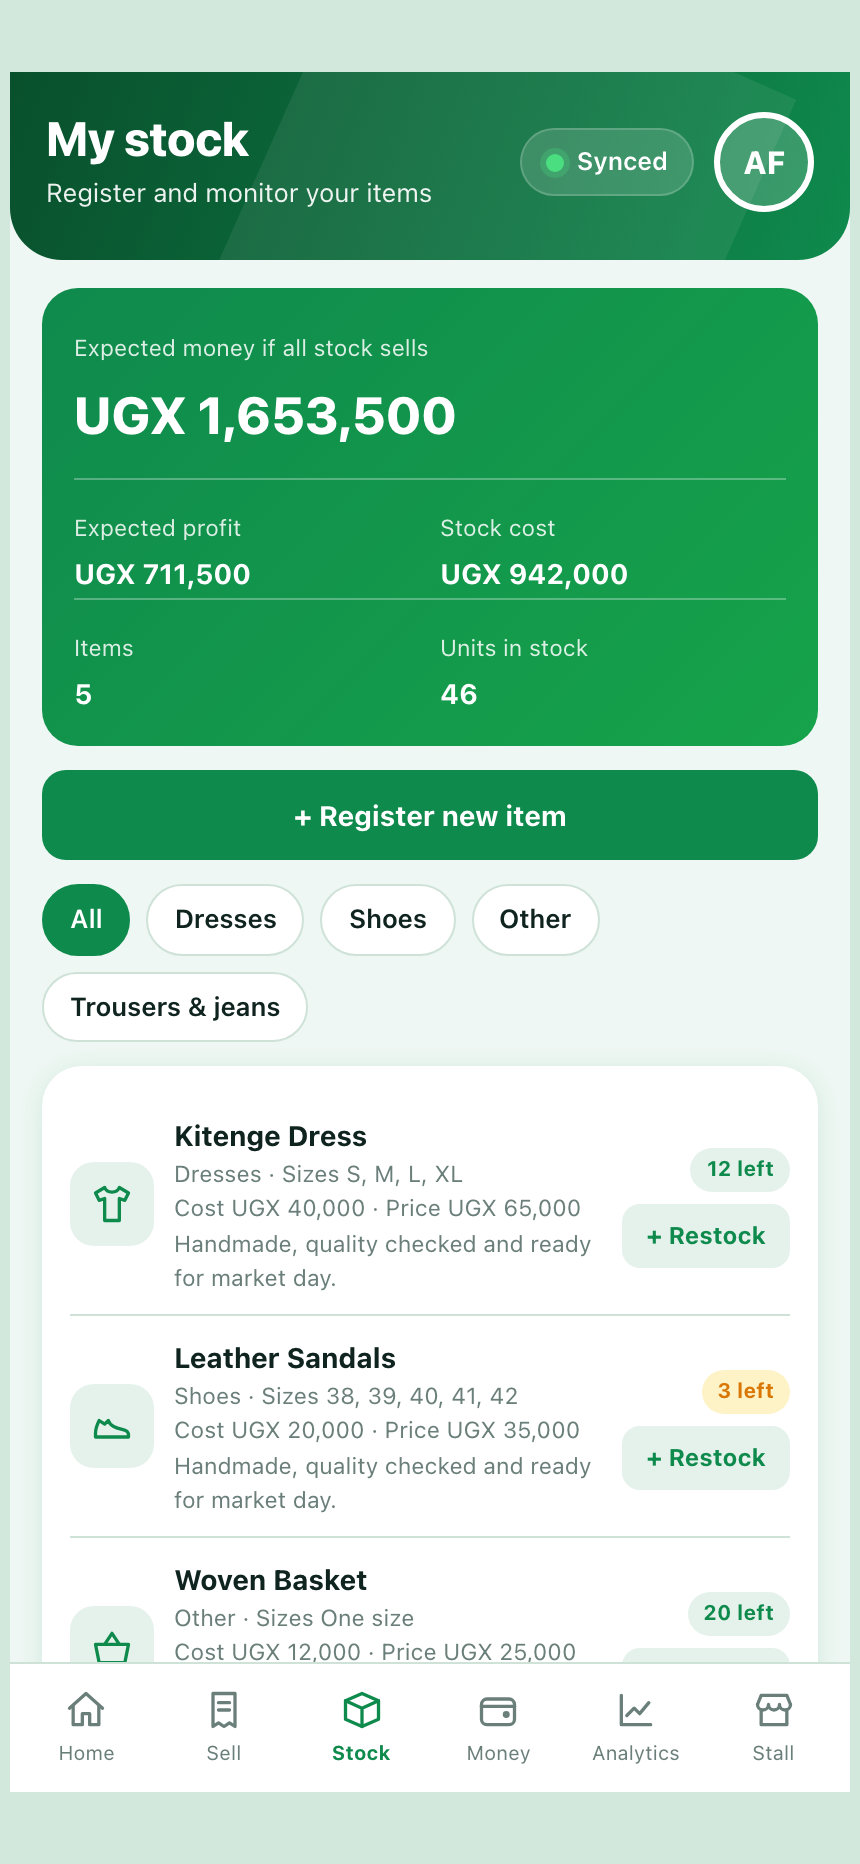 My stock
Register and monitor your items
Synced
AF
Expected money if all stock sells
UGX 1,653,500
Expected profit
UGX 711,500
Stock cost
UGX 942,000
Items
5
Units in stock
46
+ Register new item
All
Dresses
Shoes
Other
Trousers & jeans
Kitenge Dress
Dresses · Sizes S, M, L, XL
Cost UGX 40,000 · Price UGX 65,000
Handmade, quality checked and ready
for market day.
12 left
+ Restock
Leather Sandals
Shoes · Sizes 38, 39, 40, 41, 42
Cost UGX 20,000 · Price UGX 35,000
Handmade, quality checked and ready
for market day.
3 left
+ Restock
Woven Basket
Other · Sizes One size
Cost UGX 12,000 · Price UGX 25,000
20 left
Home
Sell
Stock
Money
Analytics
Stall